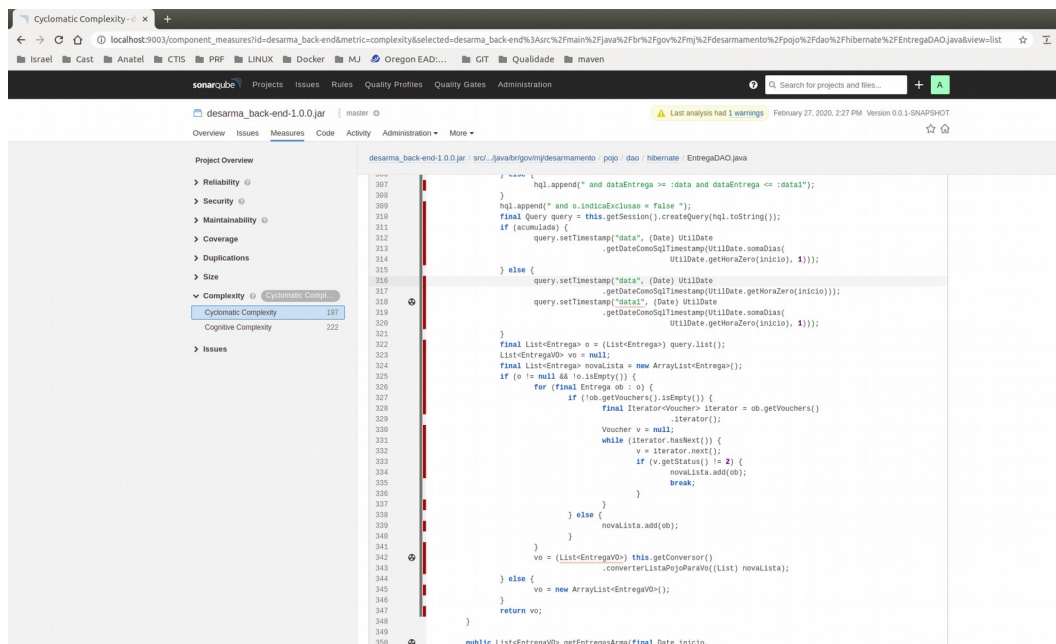 Cyclomatic Complexity - d
localhost:9003/component_measures?id=desarma_back-end&metric=complexity&selected=desarma_back-end%3Asrc%2Fmain%2Fjava%2Fbr%2Fgov%2Fmj%2Fdesarmamento%2Fpojo%2Fdao%2Fhibernate%2FEntregaDAO.java&view=list
Israel Cast Anatel CTIS PRF LINUX Docker MJ Oregon EAD:... GIT Qualidade maven
sonarqube Projects Issues Rules Quality Profiles Quality Gates Administration Search for projects and files... + A
desarma_back-end-1.0.0.jar master Last analysis had 1 warnings February 27, 2020, 2:27 PM Version 0.0.1-SNAPSHOT
Overview Issues Measures Code Activity Administration More
Project Overview
Reliability
Security
Maintainability
Coverage
Duplications
Size
Complexity Cyclomatic Compl...
Cyclomatic Complexity 197
Cognitive Complexity 222
Issues
desarma_back-end-1.0.0.jar / src/.../java/br/gov/mj/desarmamento / pojo / dao / hibernate / EntregaDAO.java
306 } else {
307 hql.append(" and dataEntrega >= :data and dataEntrega <= :data1");
308 }
309 hql.append(" and o.indicaExclusao = false ");
310 final Query query = this.getSession().createQuery(hql.toString());
311 if (acumulada) {
312 query.setTimestamp("data", (Date) UtilDate
313 .getDateComoSqlTimestamp(UtilDate.somaDias(
314 UtilDate.getHoraZero(inicio), 1)));
315 } else {
316 query.setTimestamp("data", (Date) UtilDate
317 .getDateComoSqlTimestamp(UtilDate.getHoraZero(inicio)));
318 query.setTimestamp("data1", (Date) UtilDate
319 .getDateComoSqlTimestamp(UtilDate.somaDias(
320 UtilDate.getHoraZero(inicio), 1)));
321 }
322 final List<Entrega> o = (List<Entrega>) query.list();
323 List<EntregaVO> vo = null;
324 final List<Entrega> novaLista = new ArrayList<Entrega>();
325 if (o != null && !o.isEmpty()) {
326 for (final Entrega ob : o) {
327 if (!ob.getVouchers().isEmpty()) {
328 final Iterator<Voucher> iterator = ob.getVouchers()
329 .iterator();
330 Voucher v = null;
331 while (iterator.hasNext()) {
332 v = iterator.next();
333 if (v.getStatus() != 2) {
334 novaLista.add(ob);
335 break;
336 }
337 }
338 } else {
339 novaLista.add(ob);
340 }
341 }
342 vo = (List<EntregaVO>) this.getConversor()
343 .converterListaPojoParaVo((List) novaLista);
344 } else {
345 vo = new ArrayList<EntregaVO>();
346 }
347 return vo;
348 }
349
350 public List<EntregaVO> getEntregasArma(final Date inicio,